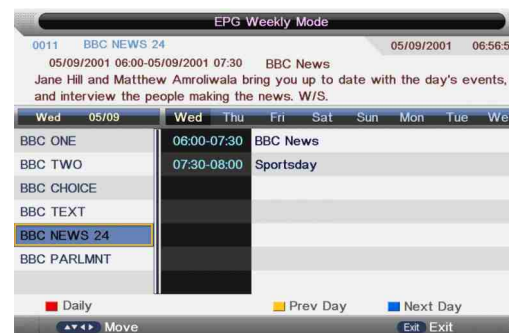 EPG Weekly Mode
0011 BBC NEWS 24 05/09/2001 06:56:5
05/09/2001 06:00-05/09/2001 07:30 BBC News
Jane Hill and Matthew Amroliwala bring you up to date with the day's events,
and interview the people making the news. W/S.
Wed 05/09 Wed Thu Fri Sat Sun Mon Tue We
BBC ONE 06:00-07:30 BBC News
BBC TWO 07:30-08:00 Sportsday
BBC CHOICE
BBC TEXT
BBC NEWS 24
BBC PARLMNT
Daily Prev Day Next Day
Move Exit Exit